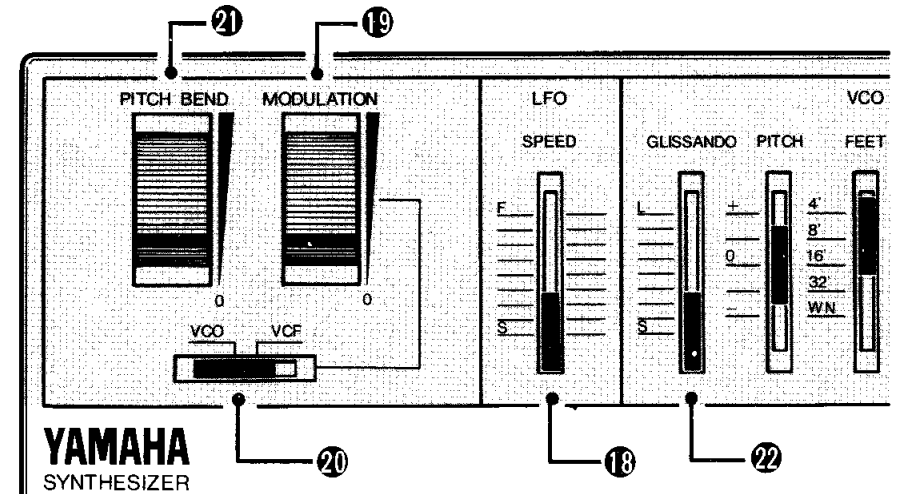 21 19
PITCH BEND MODULATION LFO VCO
SPEED GLISSANDO PITCH FEET
F L + 4'
8'
0 16'
32
S S − WN
0 0
VCO VCF
20 18 22
YAMAHA
SYNTHESIZER